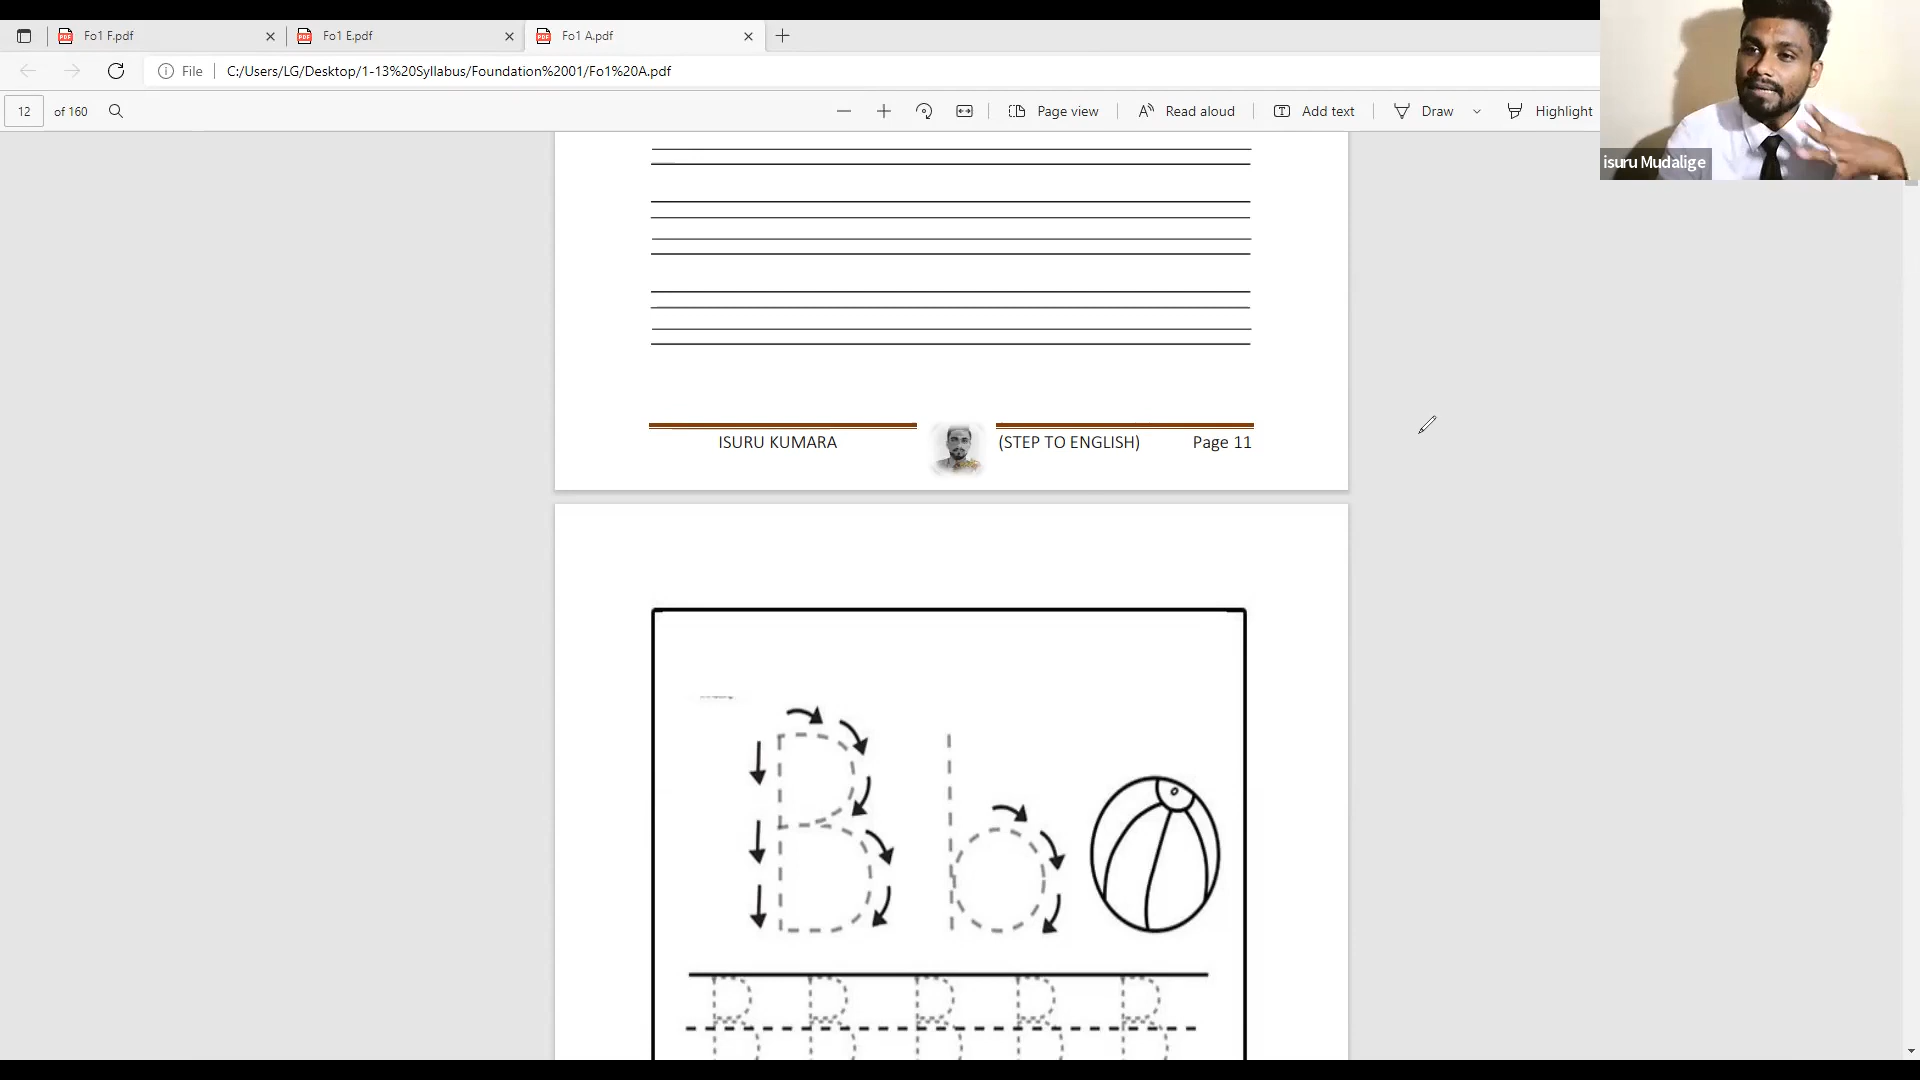 Fo1 F.pdf
Fo1 E.pdf
Fo1 A.pdf
File
C:/Users/LG/Desktop/1-13%20Syllabus/Foundation%2001/Fo1%20A.pdf
12 of 160
Page view
Read aloud
Add text
Draw
Highlight
isuru Mudalige
ISURU KUMARA
(STEP TO ENGLISH)
Page 11
B b
B B B B B